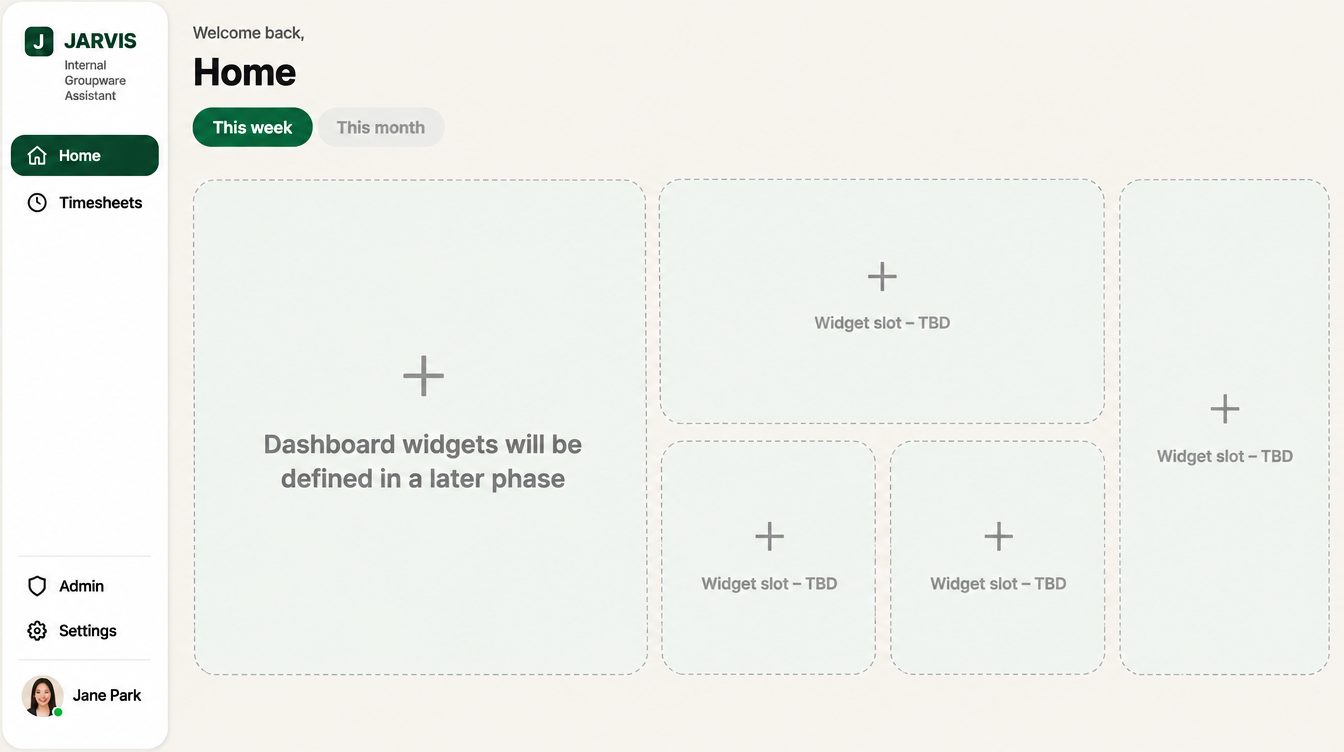 J JARVIS
Internal
Groupware
Assistant
Home
Timesheets
Admin
Settings
Jane Park
Welcome back,
Home
This week
This month
Dashboard widgets will be
defined in a later phase
Widget slot – TBD
Widget slot – TBD
Widget slot – TBD
Widget slot – TBD